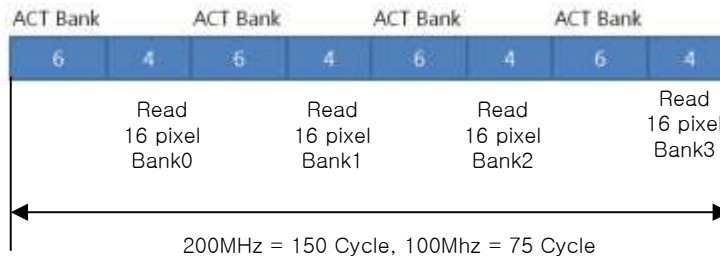 ACT Bank ACT Bank ACT Bank ACT Bank
6 4 6 4 6 4 6 4
Read 16 pixel Bank0
Read 16 pixel Bank1
Read 16 pixel Bank2
Read 16 pixel Bank3
200MHz = 150 Cycle, 100Mhz = 75 Cycle